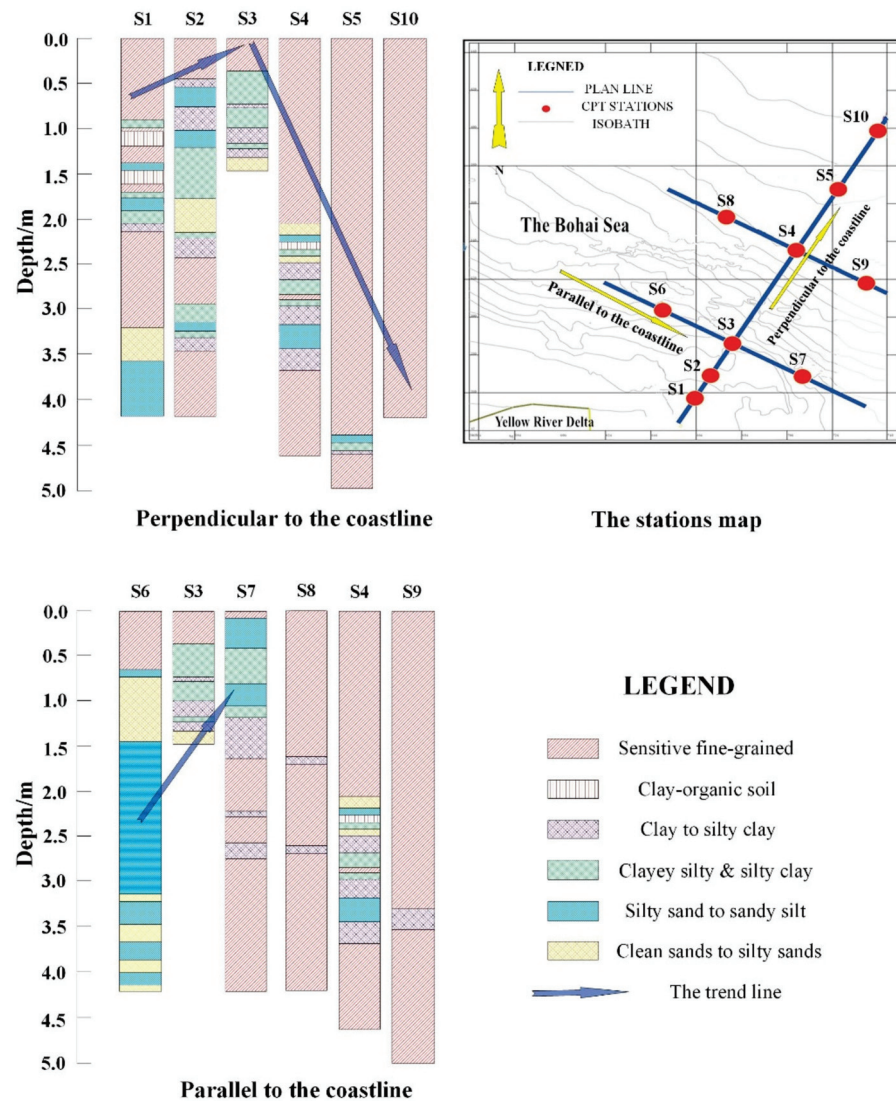 S1 S2 S3 S4 S5 S10
0.0
0.5
1.0
1.5
2.0
2.5
3.0
3.5
4.0
4.5
5.0
Depth/m
Perpendicular to the coastline
LEGNED
PLAN LINE
CPT STATIONS
ISOBATH
N
The Bohai Sea
S10
S5
S8
S4
S9
S6
S3
S7
S2
S1
Parallel to the coastline
Perpendicular to the coastline
Yellow River Delta
The stations map
S6 S3 S7 S8 S4 S9
0.0
0.5
1.0
1.5
2.0
2.5
3.0
3.5
4.0
4.5
5.0
Depth/m
Parallel to the coastline
LEGEND
Sensitive fine-grained
Clay-organic soil
Clay to silty clay
Clayey silty & silty clay
Silty sand to sandy silt
Clean sands to silty sands
The trend line